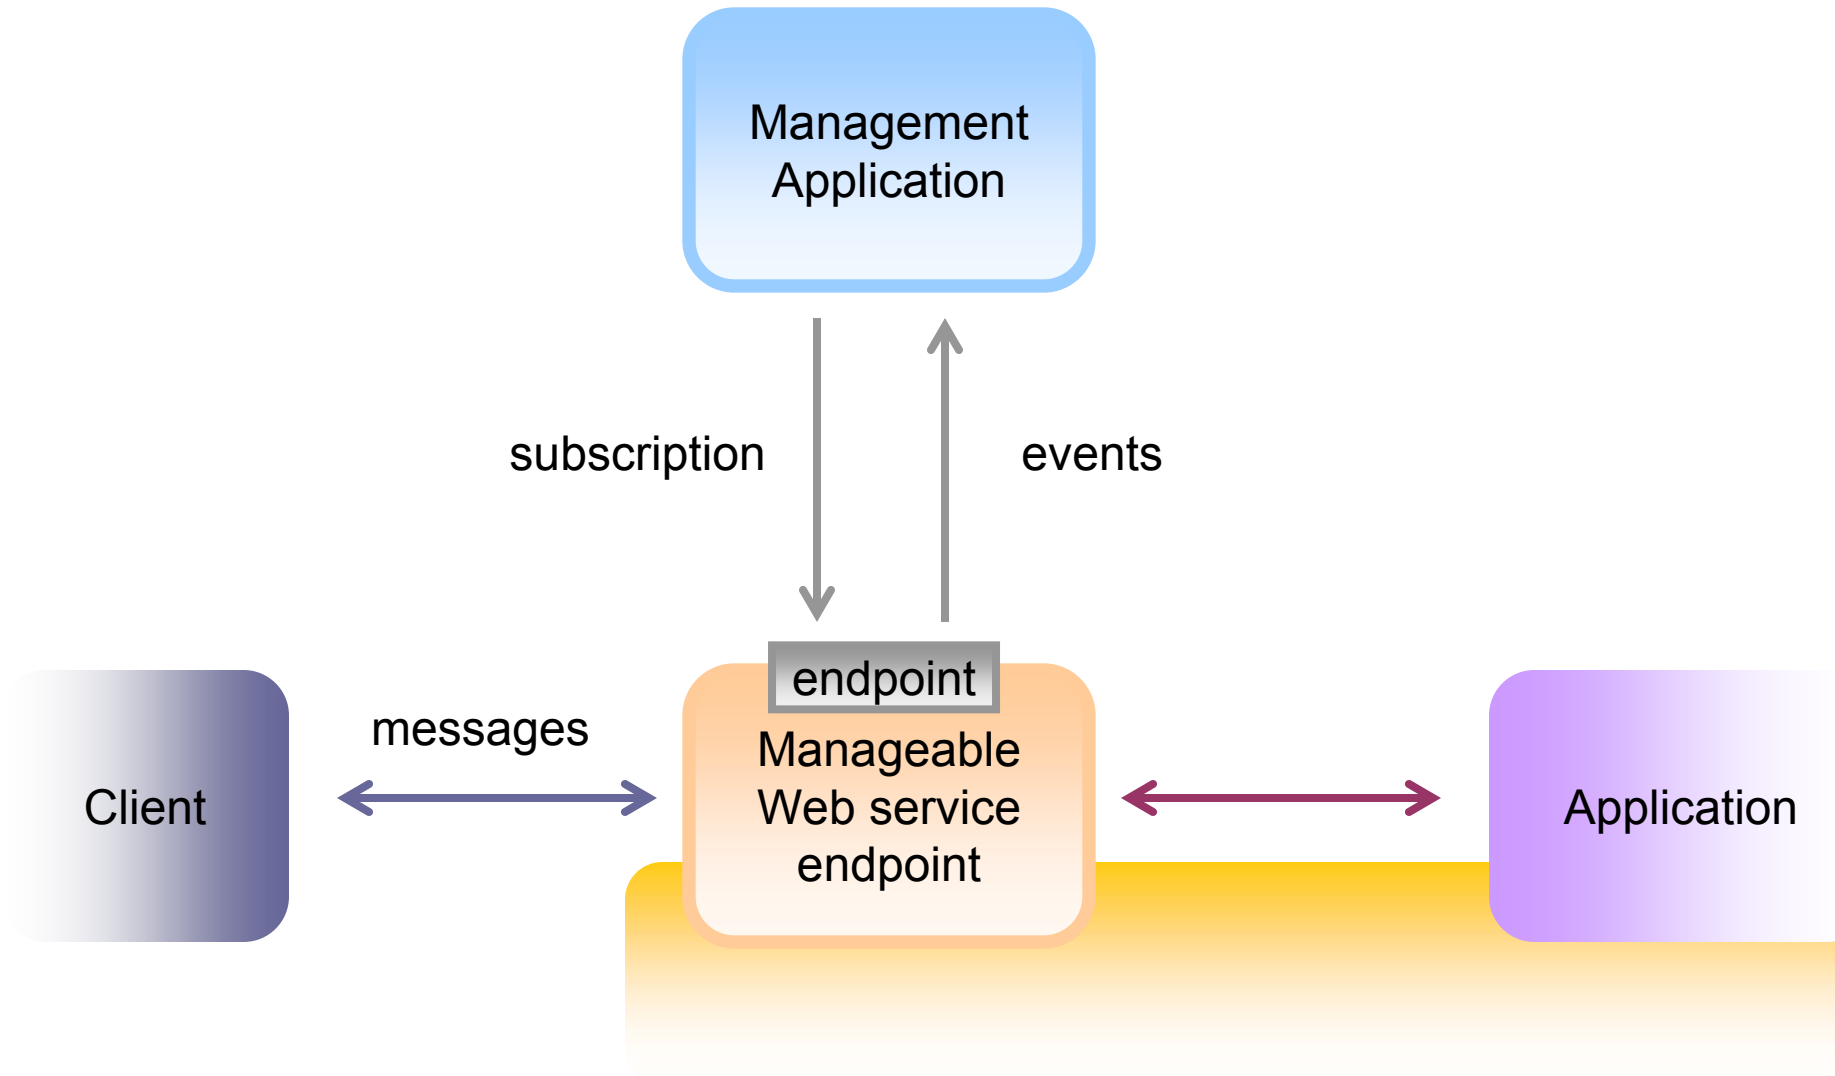 Management
Application
subscription
events
endpoint
messages
Manageable
Web service
endpoint
Client
Application